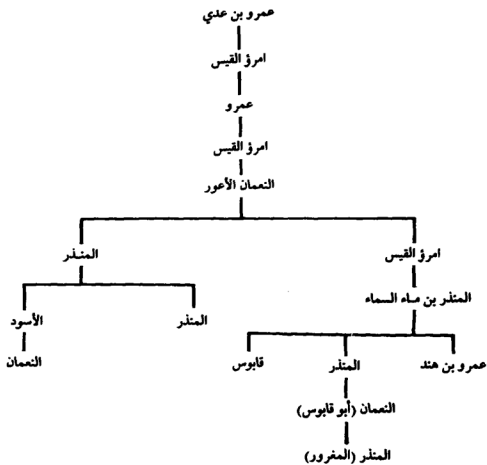 عمرو بن عدي
امرؤ القيس
عمرو
امرؤ القيس
النعمان الأعور
امرؤ القيس
المنذر
المنذر بن ماء السماء
المنذر
الأسود
عمرو بن هند
المنذر
قابوس
النعمان
النعمان (أبو قابوس)
المنذر (المغرور)